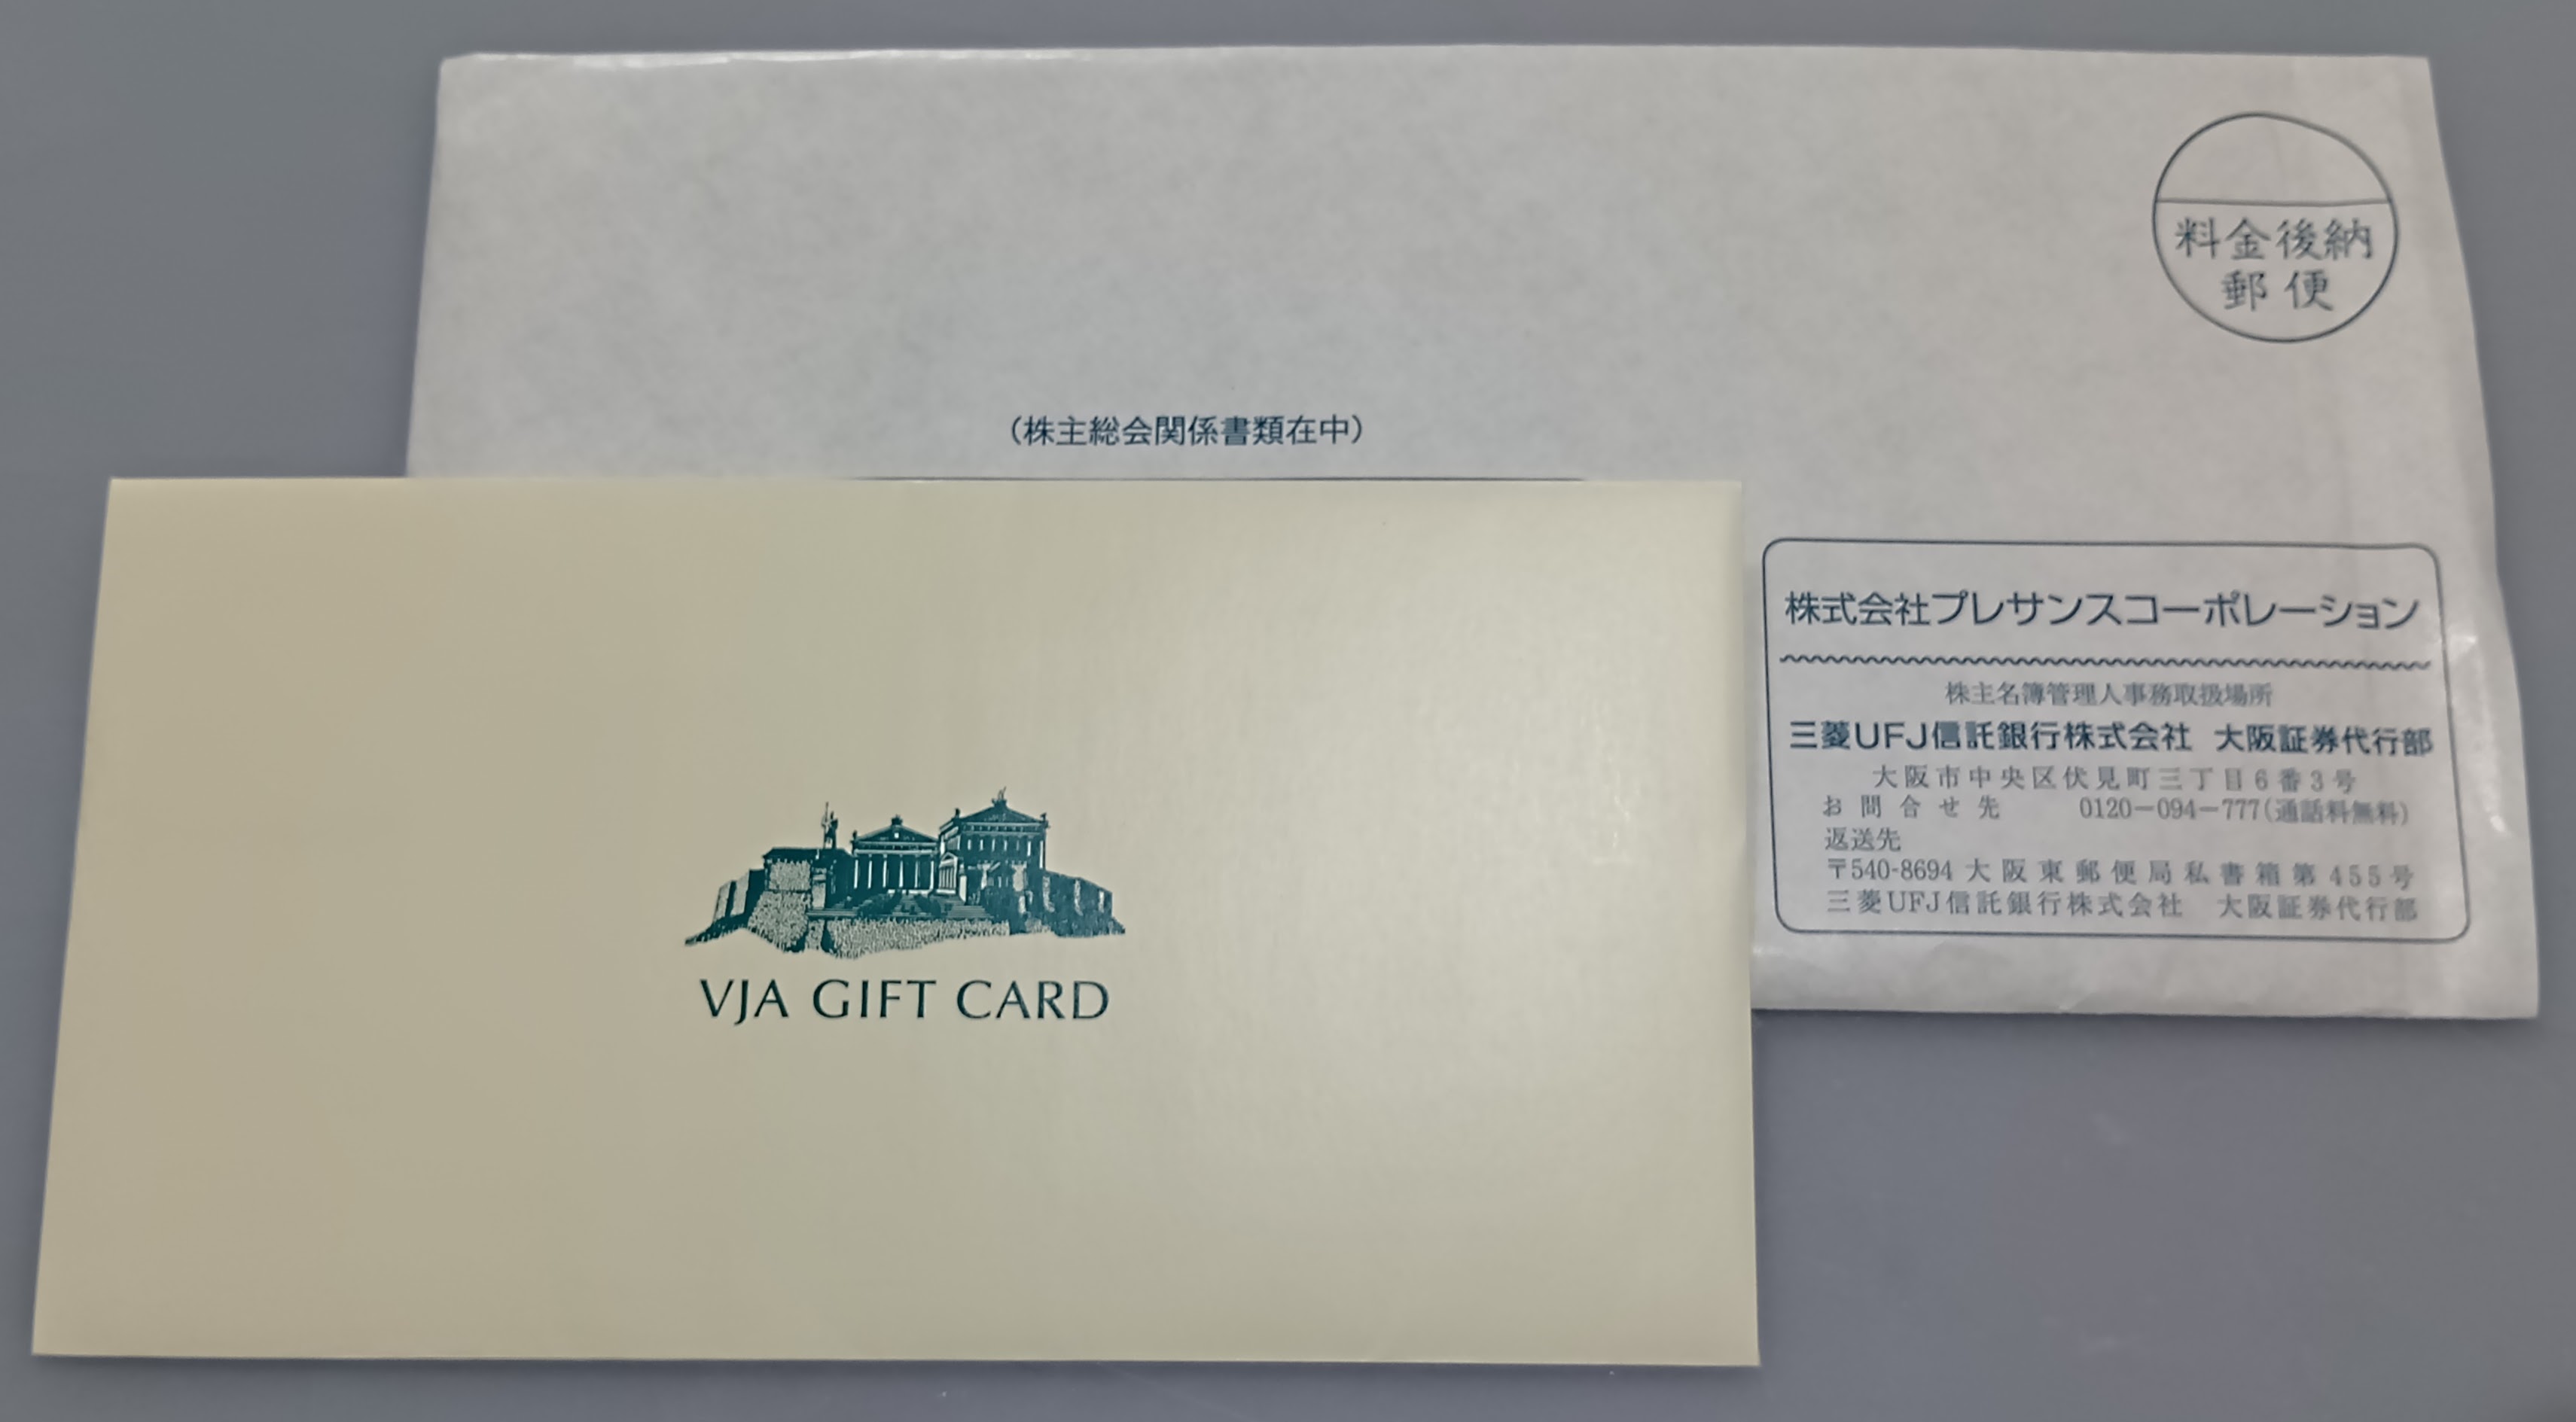 料金後納
郵便
（株主総会関係書類在中）
株式会社プレサンスコーポレーション
株主名簿管理人事務取扱場所
三菱UFJ信託銀行株式会社 大阪証券代行部
大阪市中央区伏見町三丁目6番3号
お問合せ先 0120－094－777(通話料無料)
返送先
〒540-8694 大阪東郵便局私書箱第455号
三菱UFJ信託銀行株式会社 大阪証券代行部
VJA GIFT CARD